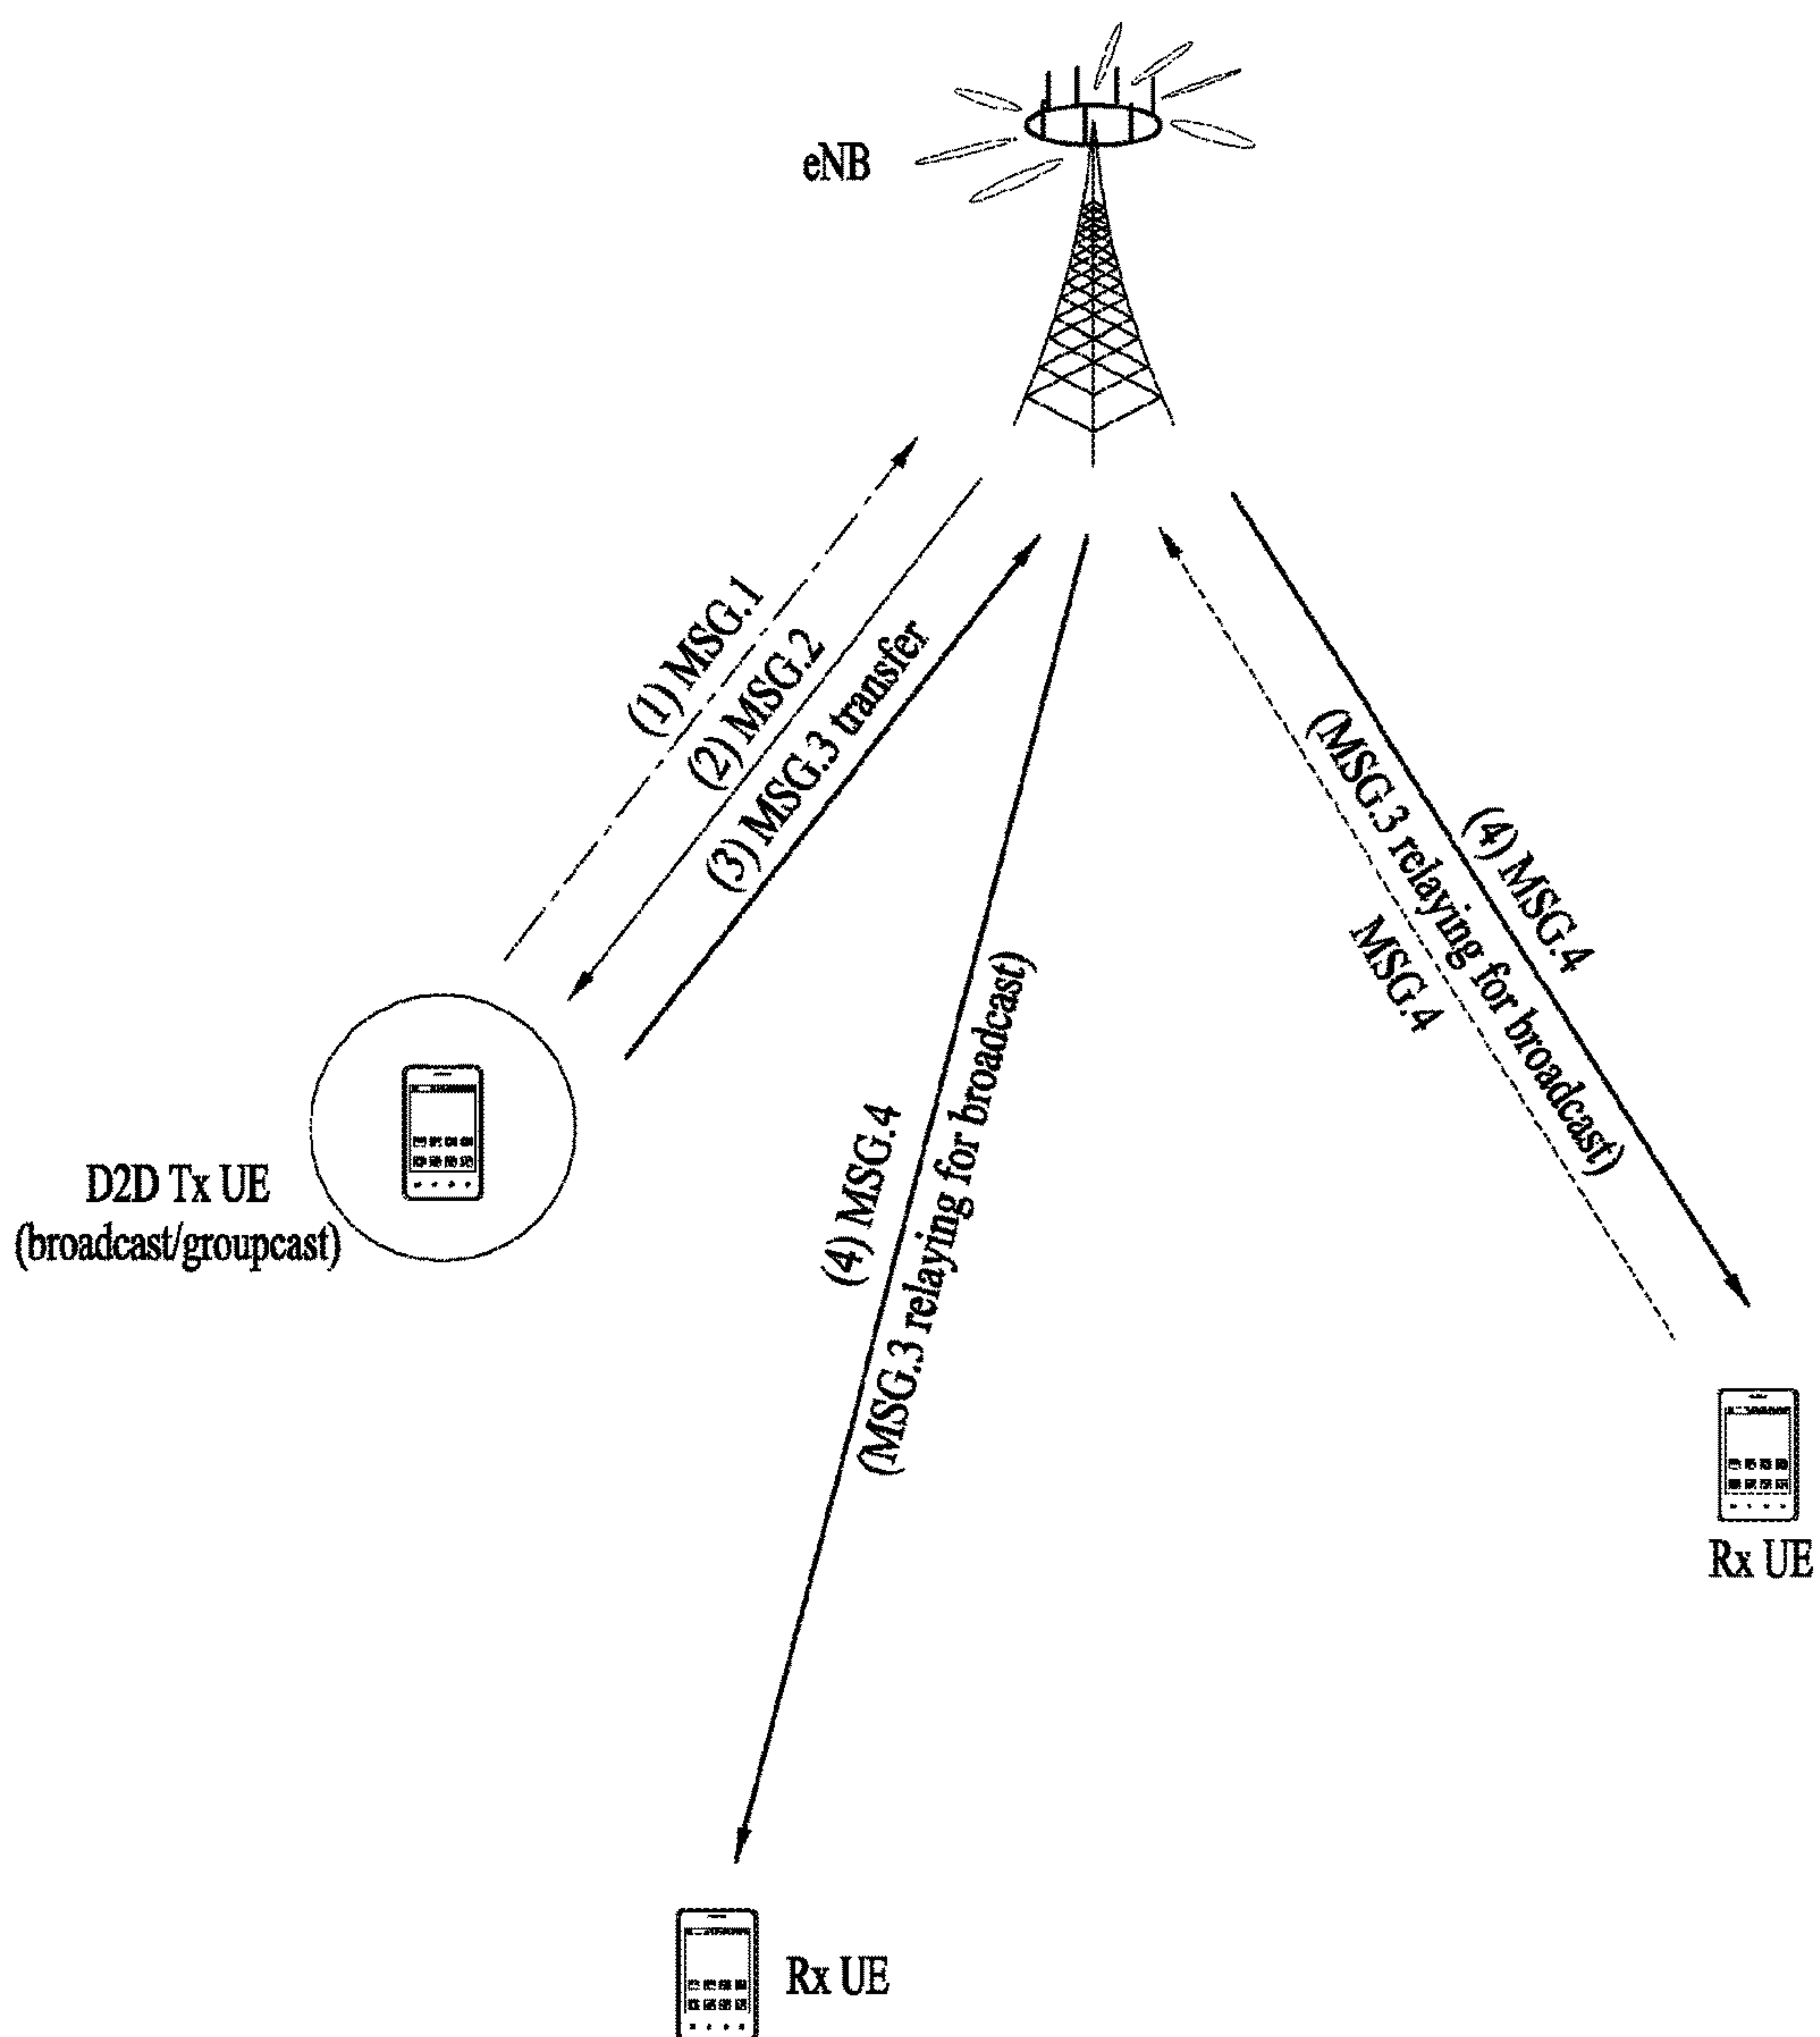 eNB
(1) MSG.1
(2) MSG.2
(3) MSG.3 transfer
(4) MSG.4
(MSG.3 relaying for broadcast)
MSG.4
D2D Tx UE
(broadcast/groupcast)
(4) MSG.4
(MSG.3 relaying for broadcast)
Rx UE
Rx UE